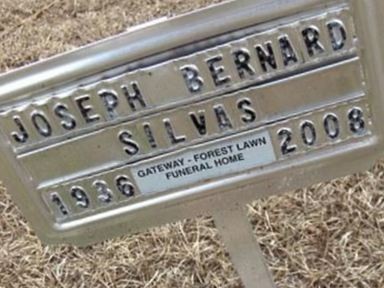 JOSEPH BERNARD
SILVAS
1936 GATEWAY - FOREST LAWN 2008
FUNERAL HOME